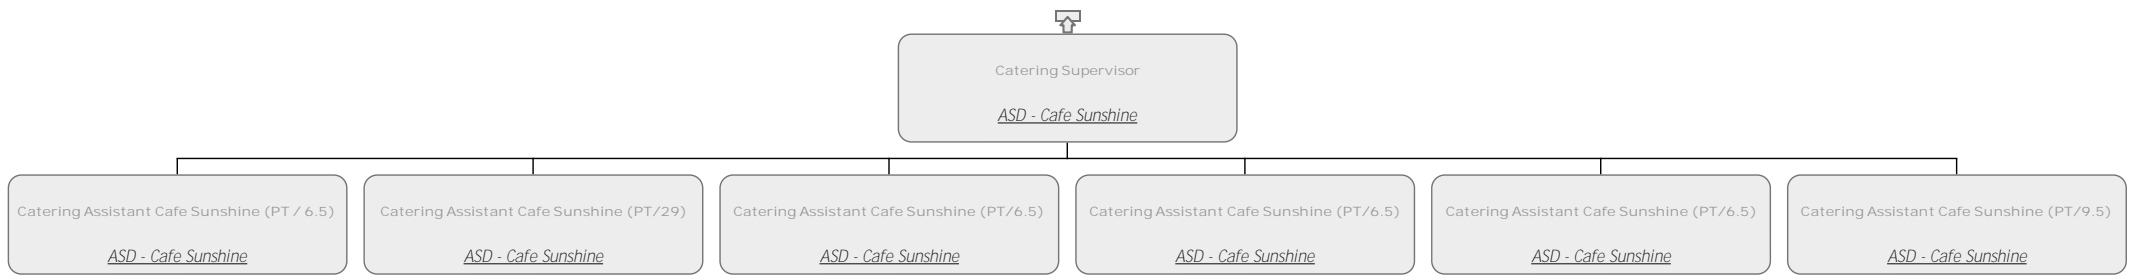 Catering Supervisor
ASD - Cafe Sunshine
Catering Assistant Cafe Sunshine (PT / 6.5)
ASD - Cafe Sunshine
Catering Assistant Cafe Sunshine (PT/29)
ASD - Cafe Sunshine
Catering Assistant Cafe Sunshine (PT/6.5)
ASD - Cafe Sunshine
Catering Assistant Cafe Sunshine (PT/6.5)
ASD - Cafe Sunshine
Catering Assistant Cafe Sunshine (PT/6.5)
ASD - Cafe Sunshine
Catering Assistant Cafe Sunshine (PT/9.5)
ASD - Cafe Sunshine